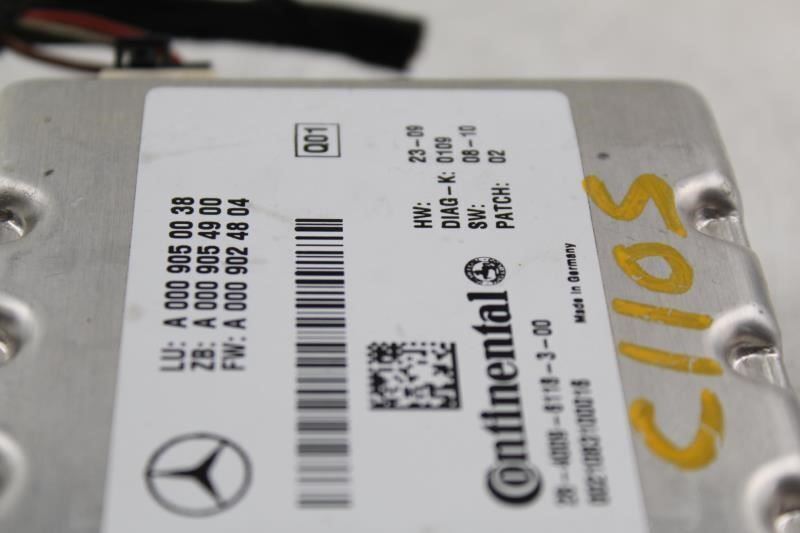 LU: A 000 905 00 38
ZB: A 000 905 49 00
FW: A 000 902 48 04
Q01
HW: 23-09
DIAG-K: 0109
SW: 08-10
PATCH: 02
Continental
Made in Germany
C1105